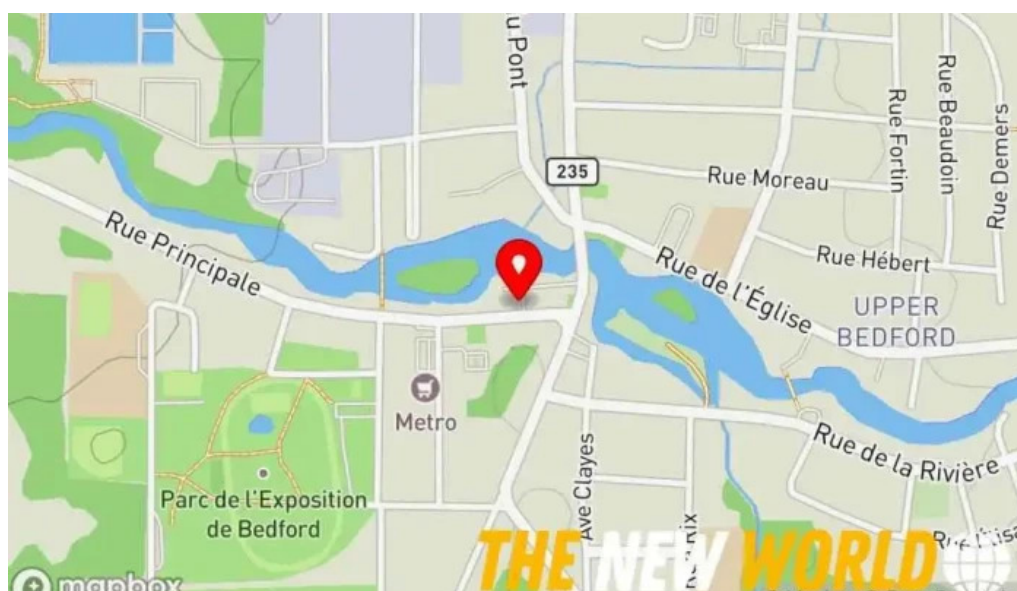 u Pont
235
Rue Moreau
Rue Fortin
Rue Beaudoin
Rue Demers
Rue Principale
Rue de l'Église
Rue Hébert
UPPER
BEDFORD
Metro
Parc de l'Exposition
de Bedford
Ave Clayes
Rue de la Rivière
Rix
mapbox
THE NEW WORLD